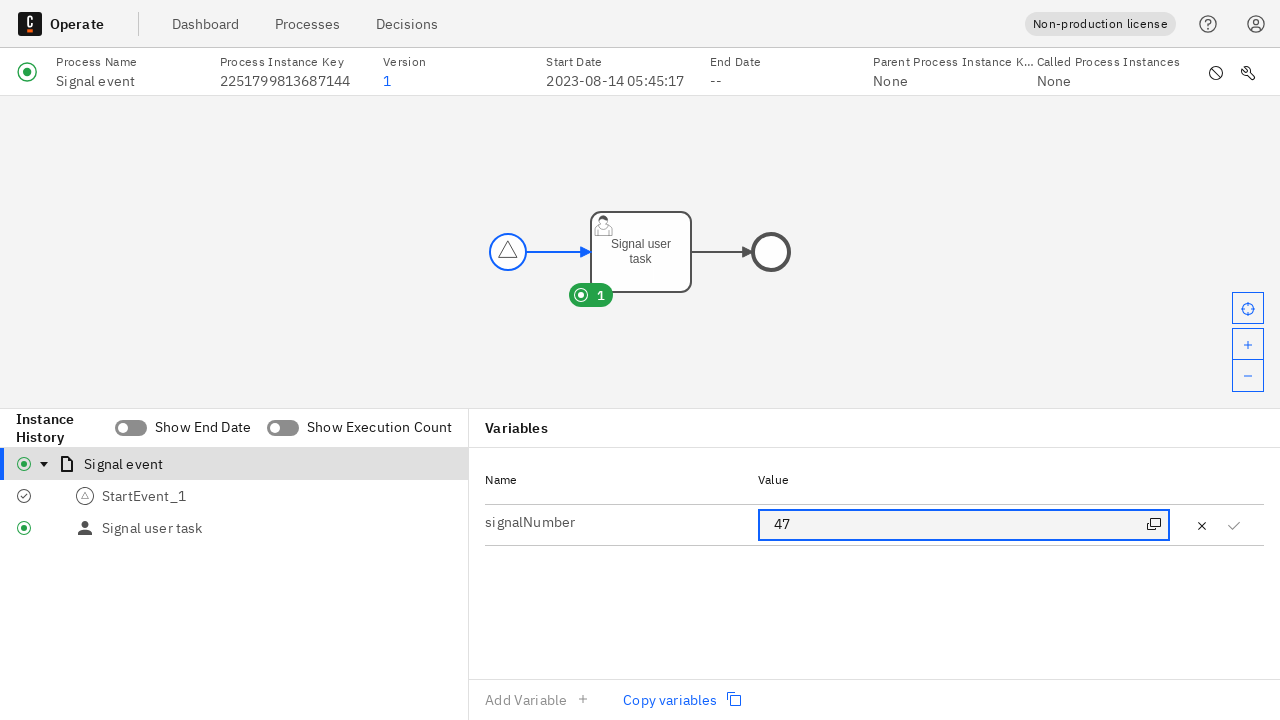 Operate
Dashboard
Processes
Decisions
Non-production license
Process Name
Signal event
Process Instance Key
2251799813687144
Version
1
Start Date
2023-08-14 05:45:17
End Date
--
Parent Process Instance K...
None
Called Process Instances
None
Signal user
task
1
Instance
History
Show End Date
Show Execution Count
Signal event
StartEvent_1
Signal user task
Variables
Name
Value
signalNumber
47
Add Variable
Copy variables